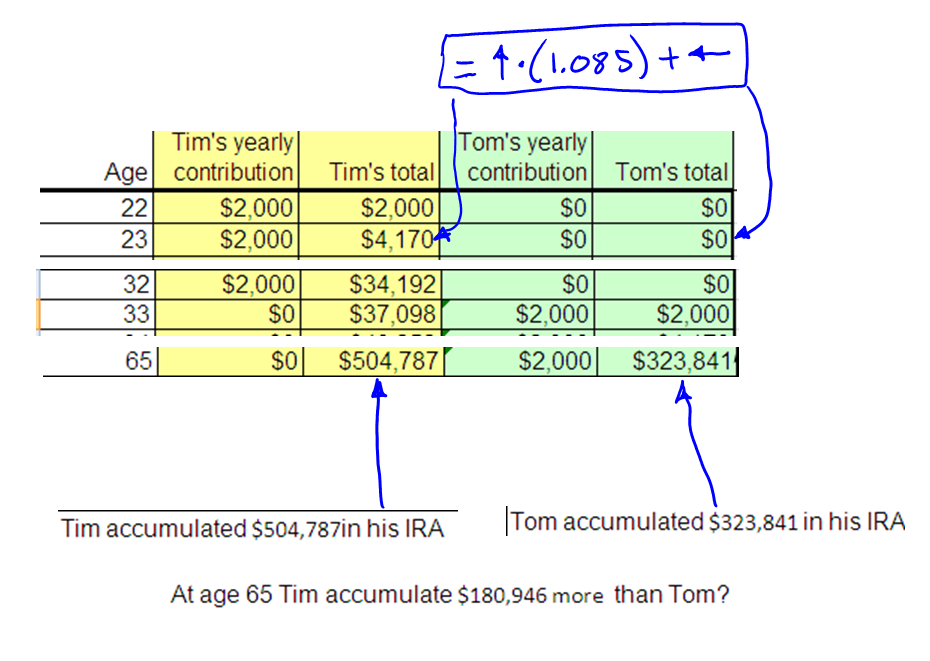 = ↑·(1.085) + ←
Tim's yearly Tom's yearly
Age contribution Tim's total contribution Tom's total
22 $2,000 $2,000 $0 $0
23 $2,000 $4,170 $0 $0
32 $2,000 $34,192 $0 $0
33 $0 $37,098 $2,000 $2,000
65 $0 $504,787 $2,000 $323,841
Tim accumulated $504,787in his IRA
Tom accumulated $323,841 in his IRA
At age 65 Tim accumulate $180,946 more than Tom?